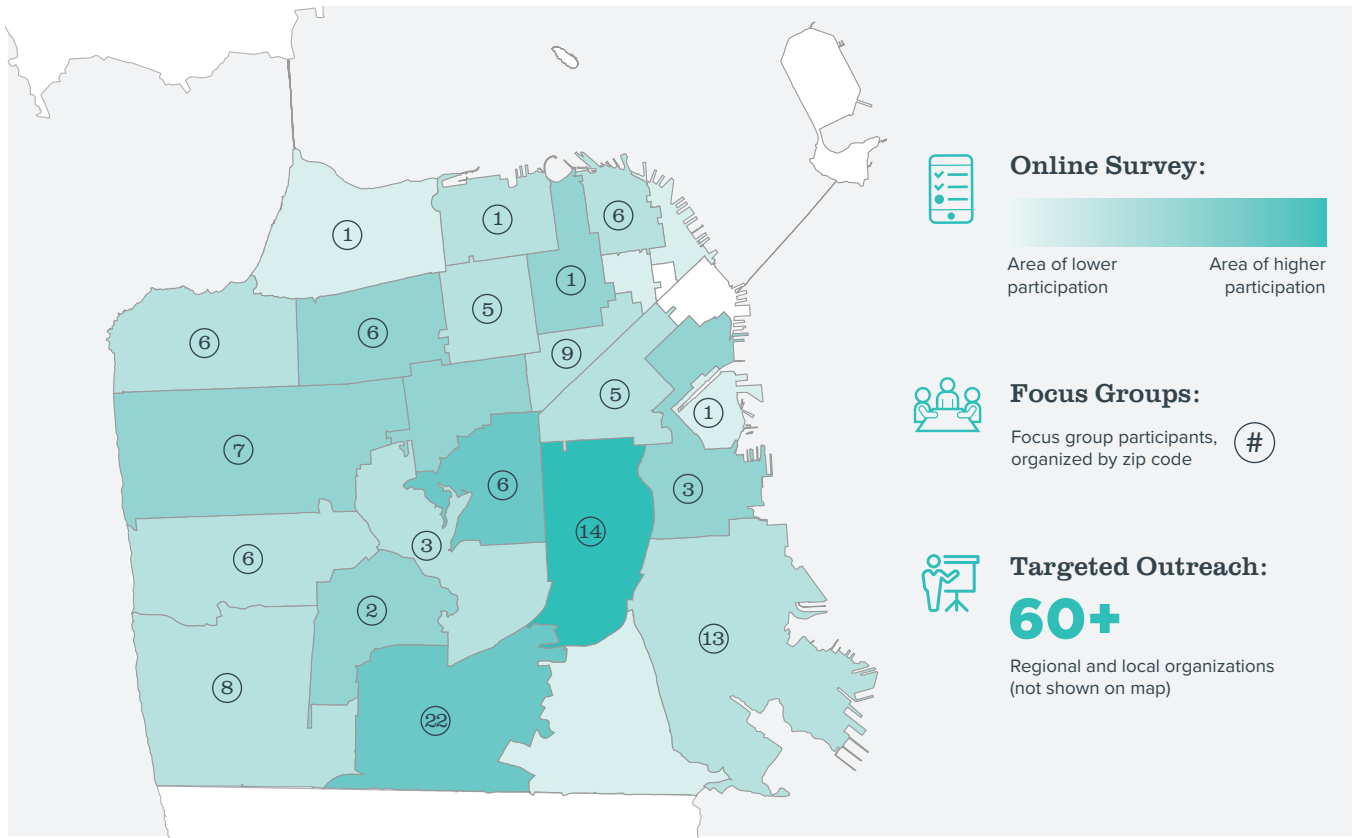 1
1
6
1
5
6
6
9
5
1
7
6
3
14
3
6
2
13
8
22
Online Survey:
Area of lower
participation
Area of higher
participation
Focus Groups:
Focus group participants,
organized by zip code
#
Targeted Outreach:
60+
Regional and local organizations
(not shown on map)